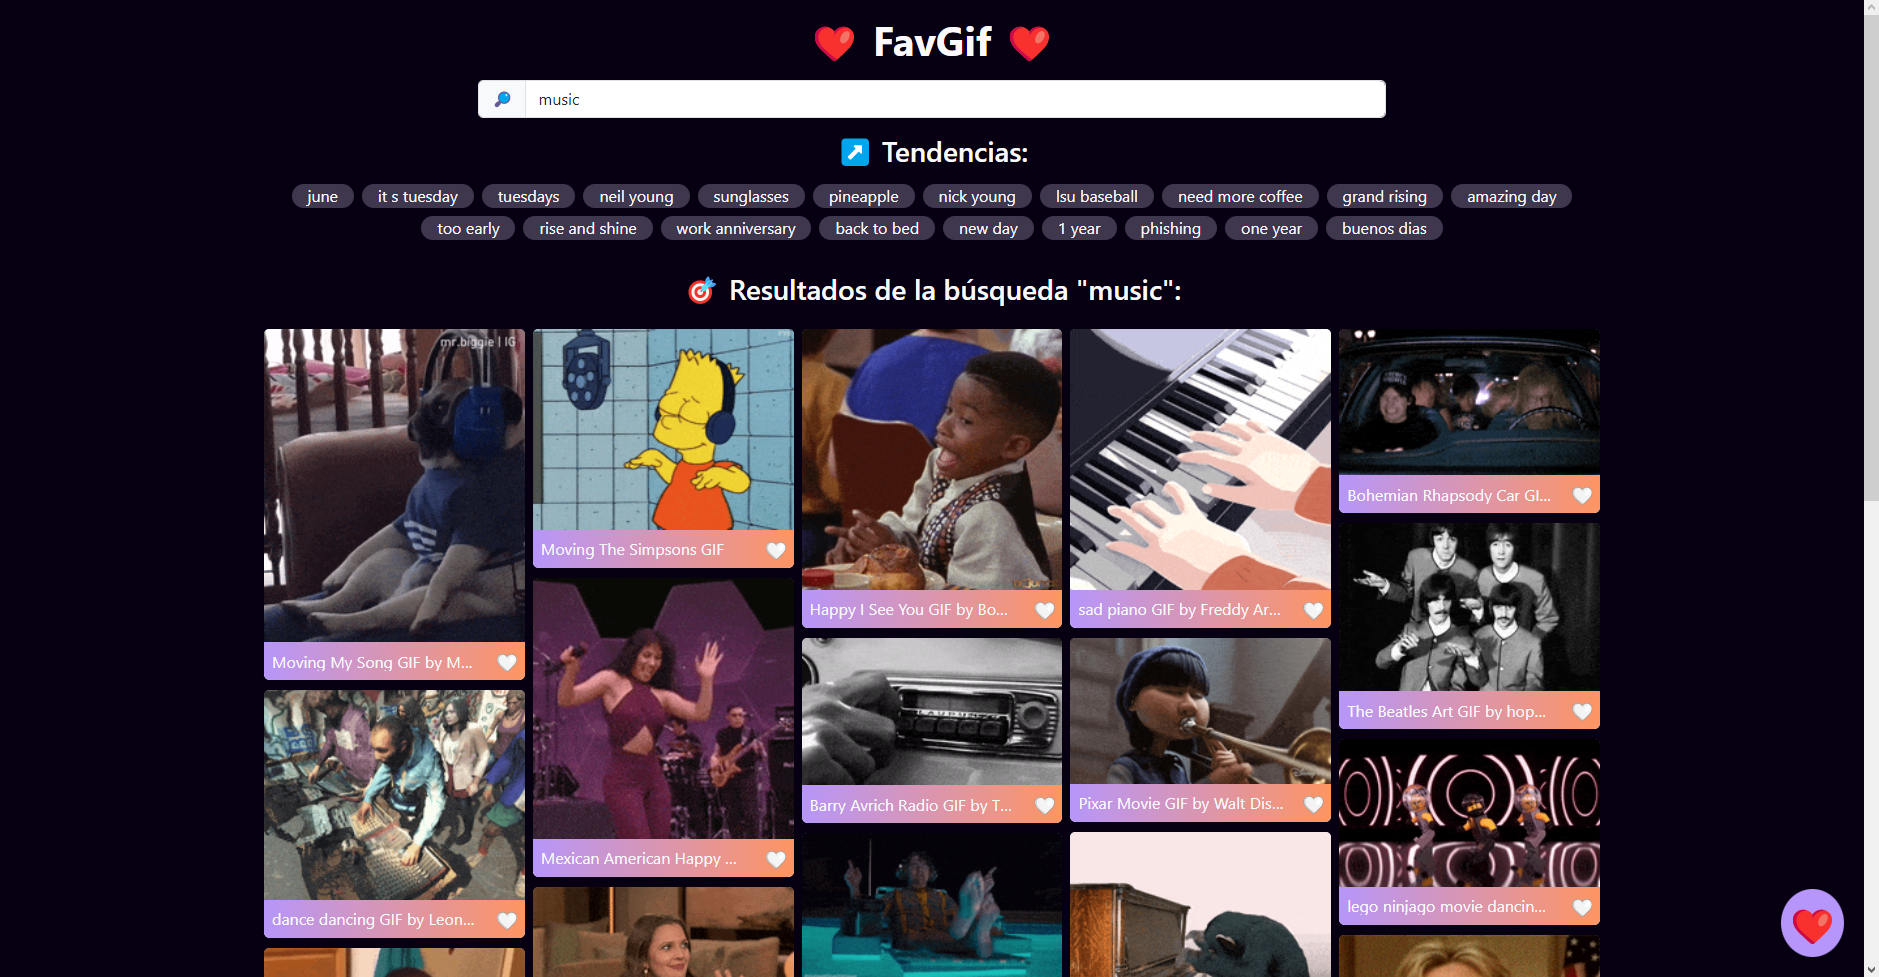 FavGif
music
Tendencias:
june it s tuesday tuesdays neil young sunglasses pineapple nick young lsu baseball need more coffee grand rising amazing day
too early rise and shine work anniversary back to bed new day 1 year phishing one year buenos dias
Resultados de la búsqueda "music":
mr.biggie | IG
Moving My Song GIF by M...
dance dancing GIF by Leon...
Moving The Simpsons GIF
Mexican American Happy ...
Happy I See You GIF by Bo...
Barry Avrich Radio GIF by T...
sad piano GIF by Freddy Ar...
Pixar Movie GIF by Walt Dis...
Bohemian Rhapsody Car GI...
The Beatles Art GIF by hop...
lego ninjago movie dancin...